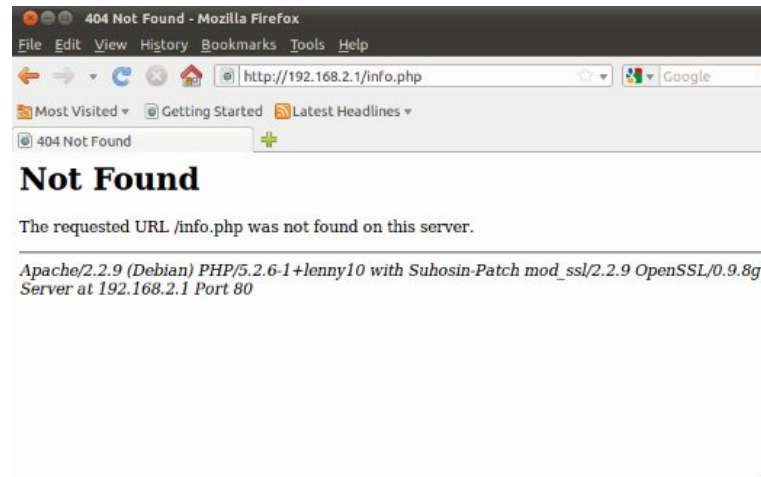 404 Not Found - Mozilla Firefox
File Edit View History Bookmarks Tools Help
http://192.168.2.1/info.php Google
Most Visited Getting Started Latest Headlines
404 Not Found
Not Found
The requested URL /info.php was not found on this server.
Apache/2.2.9 (Debian) PHP/5.2.6-1+lenny10 with Suhosin-Patch mod_ssl/2.2.9 OpenSSL/0.9.8g
Server at 192.168.2.1 Port 80